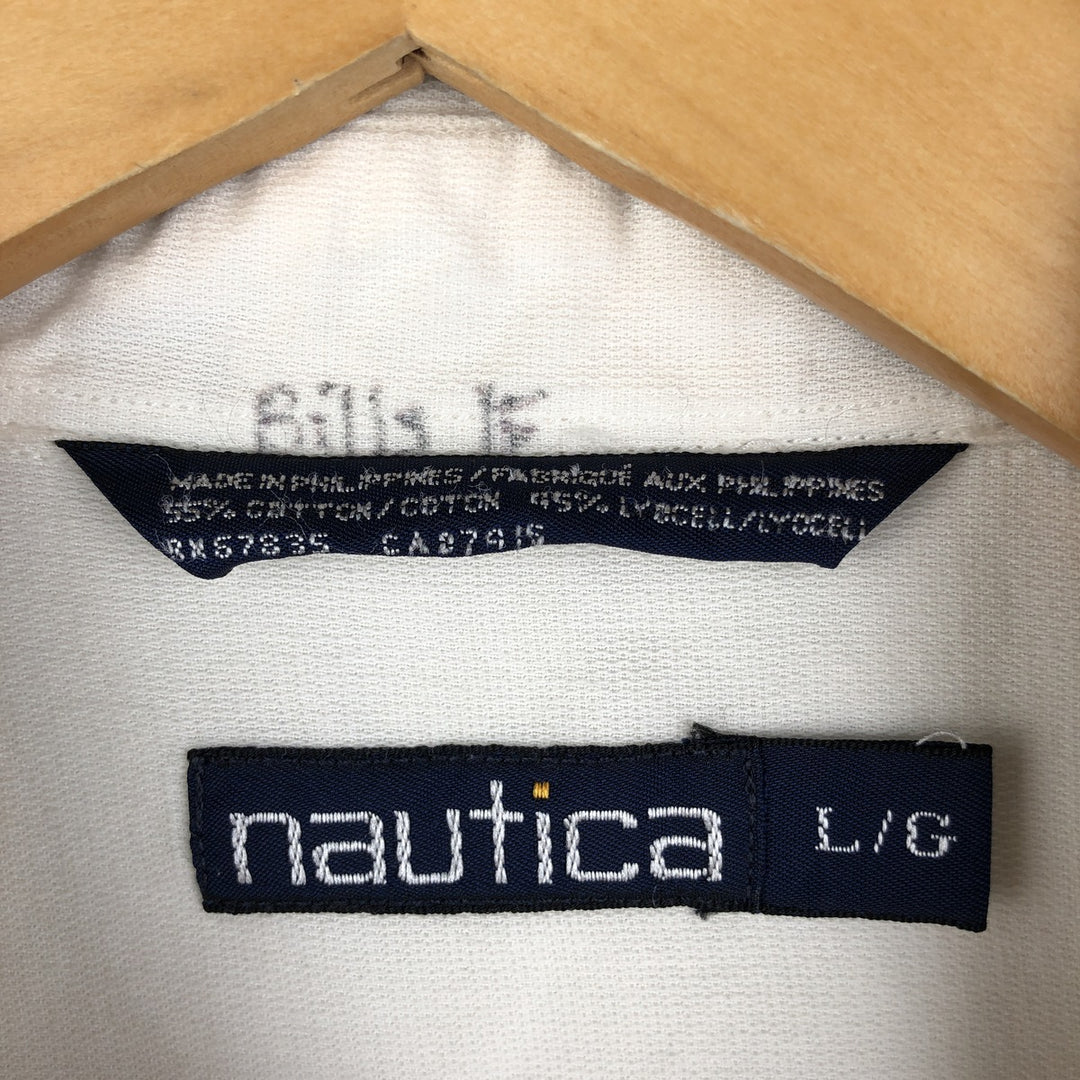 Bills F
MADE IN PHILIPPINES / FABRIQUÉ AUX PHILIPPINES
55% COTTON / COTON 45% LYOCELL/LYOCELL
RN67835 CA27915
nautica
L/G